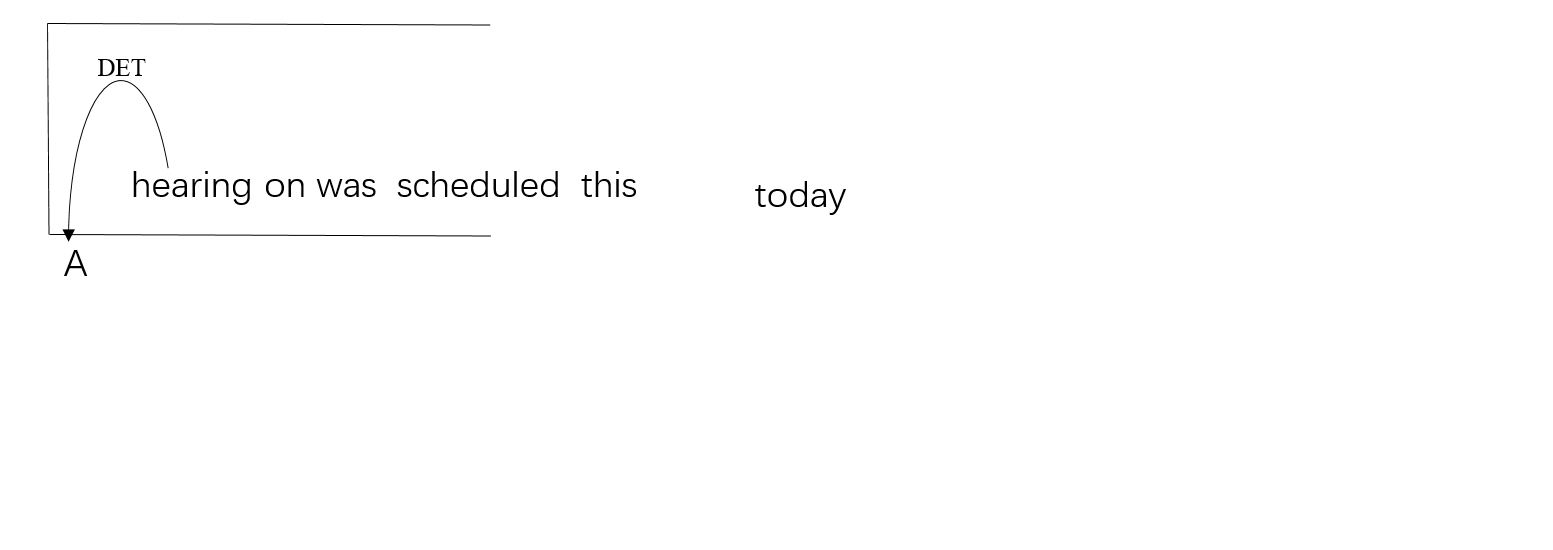 DET
hearing on was scheduled this
today
A